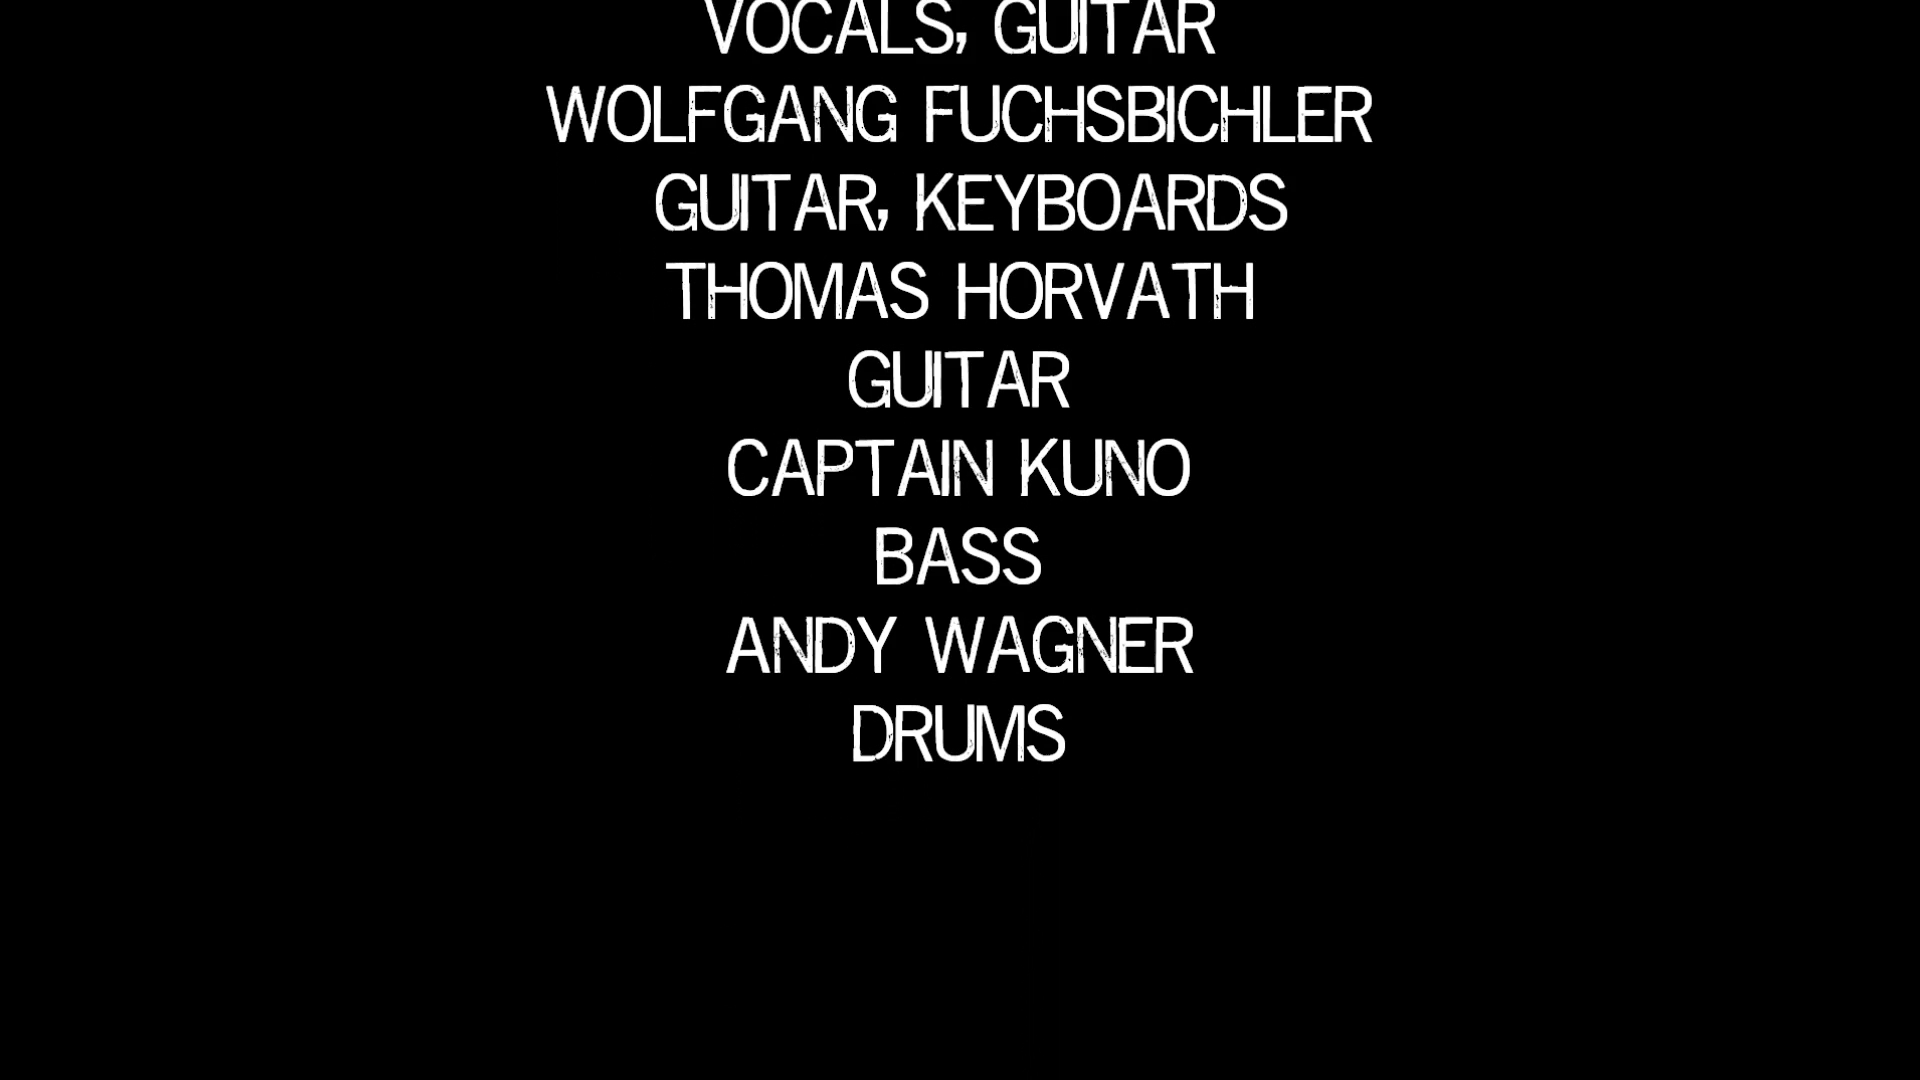 VOCALS, GUITAR
WOLFGANG FUCHSBICHLER
GUITAR, KEYBOARDS
THOMAS HORVATH
GUITAR
CAPTAIN KUNO
BASS
ANDY WAGNER
DRUMS